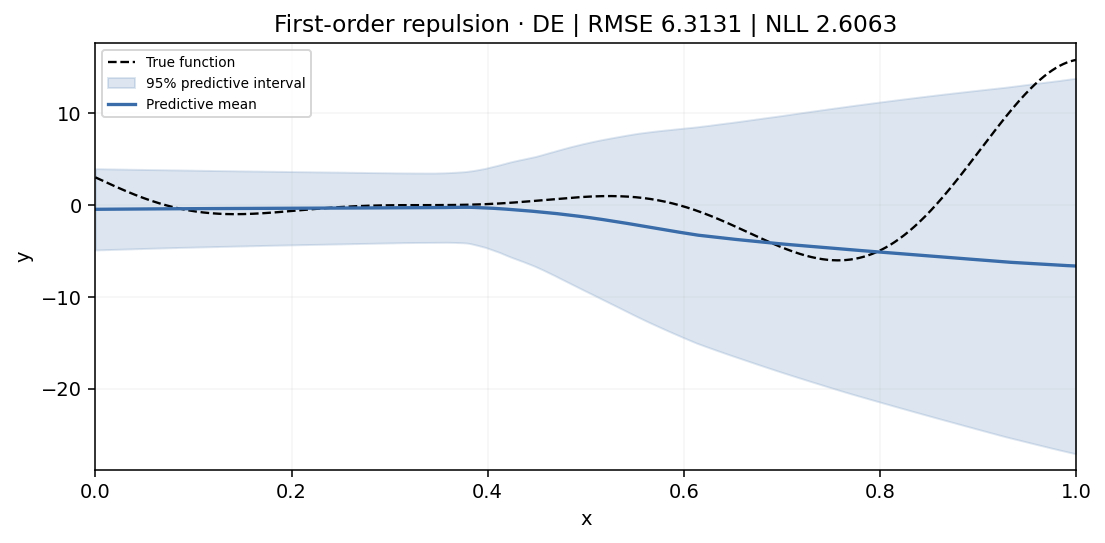 First-order repulsion · DE | RMSE 6.3131 | NLL 2.6063
True function
95% predictive interval
Predictive mean
y
10
0
−10
−20
0.0 0.2 0.4 0.6 0.8 1.0
x